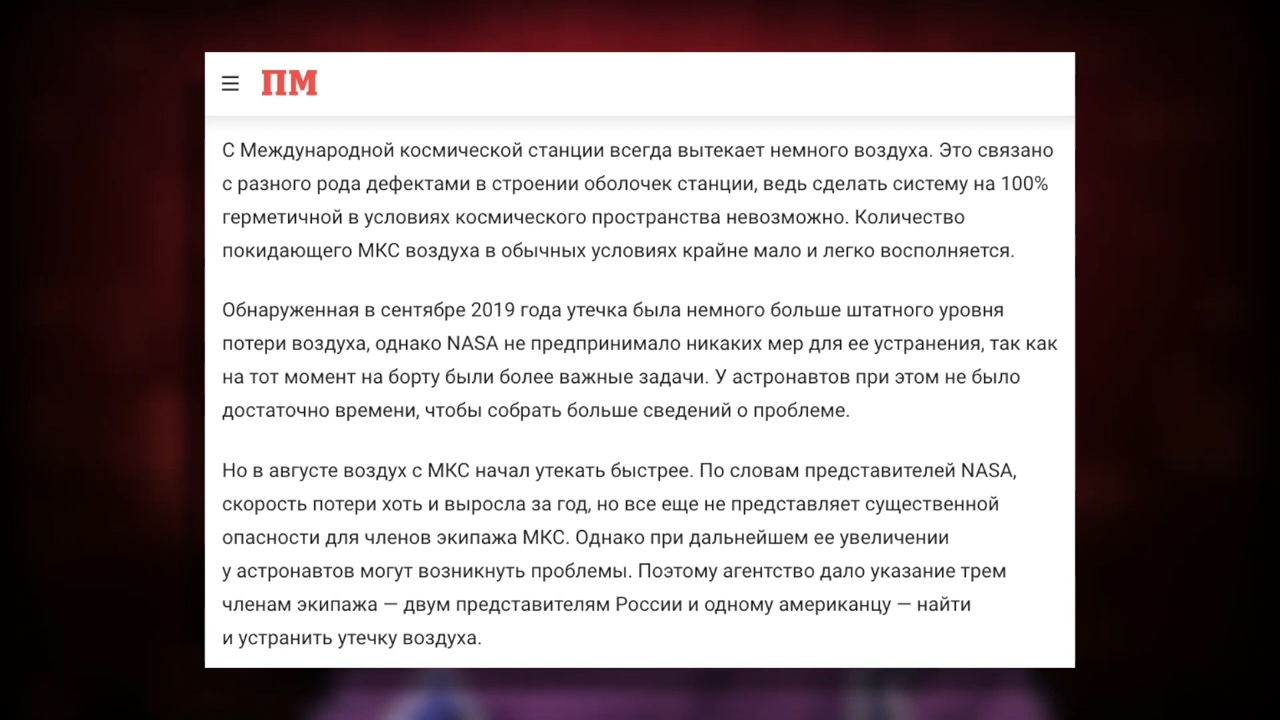 ПМ
С Международной космической станции всегда вытекает немного воздуха. Это связано
с разного рода дефектами в строении оболочек станции, ведь сделать систему на 100%
герметичной в условиях космического пространства невозможно. Количество
покидающего МКС воздуха в обычных условиях крайне мало и легко восполняется.
Обнаруженная в сентябре 2019 года утечка была немного больше штатного уровня
потери воздуха, однако NASA не предпринимало никаких мер для ее устранения, так как
на тот момент на борту были более важные задачи. У астронавтов при этом не было
достаточно времени, чтобы собрать больше сведений о проблеме.
Но в августе воздух с МКС начал утекать быстрее. По словам представителей NASA,
скорость потери хоть и выросла за год, но все еще не представляет существенной
опасности для членов экипажа МКС. Однако при дальнейшем ее увеличении
у астронавтов могут возникнуть проблемы. Поэтому агентство дало указание трем
членам экипажа — двум представителям России и одному американцу — найти
и устранить утечку воздуха.